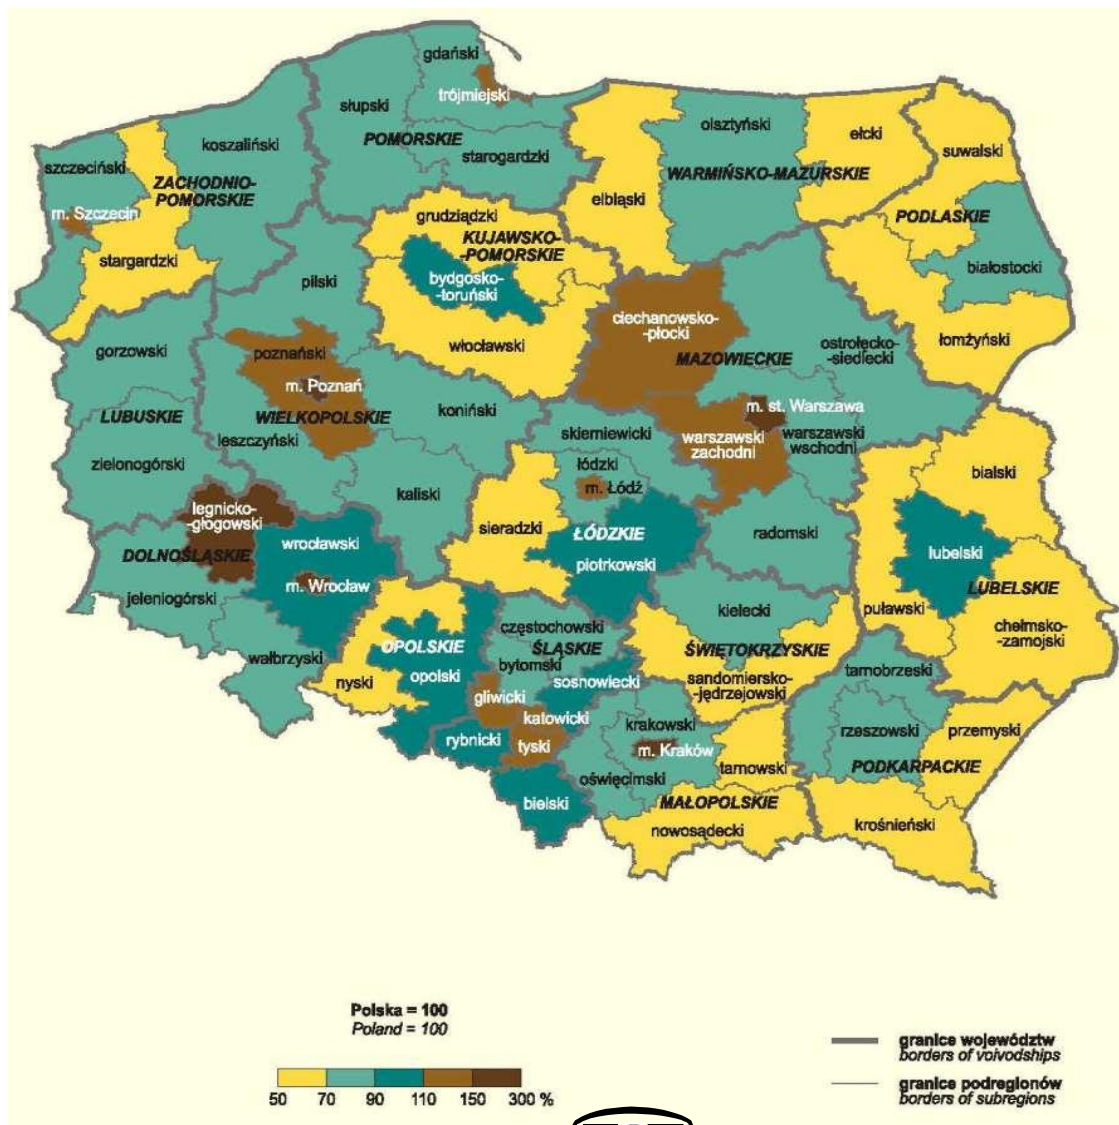 gdański
trójmiejski
słupski
POMORSKIE
starogardzki
koszaliński
szczeciński
ZACHODNIO-
-POMORSKIE
m. Szczecin
stargardzki
olsztyński
WARMIŃSKO-MAZURSKIE
ełcki
elbląski
suwalski
PODLASKIE
białostocki
łomżyński
grudziądzki
KUJAWSKO-
-POMORSKIE
bydgosko-
-toruński
włocławski
pilski
ciechanowsko-
-płocki
MAZOWIECKIE
ostrołęcko-
-siedlecki
gorzowski
LUBUSKIE
zielonogórski
poznański
m. Poznań
WIELKOPOLSKIE
koniński
leszczyński
kaliski
m. st. Warszawa
warszawski
zachodni
warszawski
wschodni
skierniewicki
łódzki
m. Łódź
sieradzki
ŁÓDZKIE
piotrkowski
radomski
bialski
lubelski
LUBELSKIE
puławski
chełmsko-
-zamojski
legnicko-
-głogowski
DOLNOŚLĄSKIE
wrocławski
m. Wrocław
jeleniogórski
wałbrzyski
OPOLSKIE
opolski
nyski
częstochowski
ŚLĄSKIE
bytomski
sosnowiecki
gliwicki
katowicki
rybnicki
tyski
bielski
kielecki
ŚWIĘTOKRZYSKIE
sandomiersko-
-jędrzejowski
krakowski
m. Kraków
oświęcimski
tarnowski
MAŁOPOLSKIE
nowosądecki
tarnobrzeski
rzeszowski
przemyski
PODKARPACKIE
krośnieński
Polska = 100
Poland = 100
50 70 90 110 150 300 %
granice województw
borders of voivodships
granice podregionów
borders of subregions